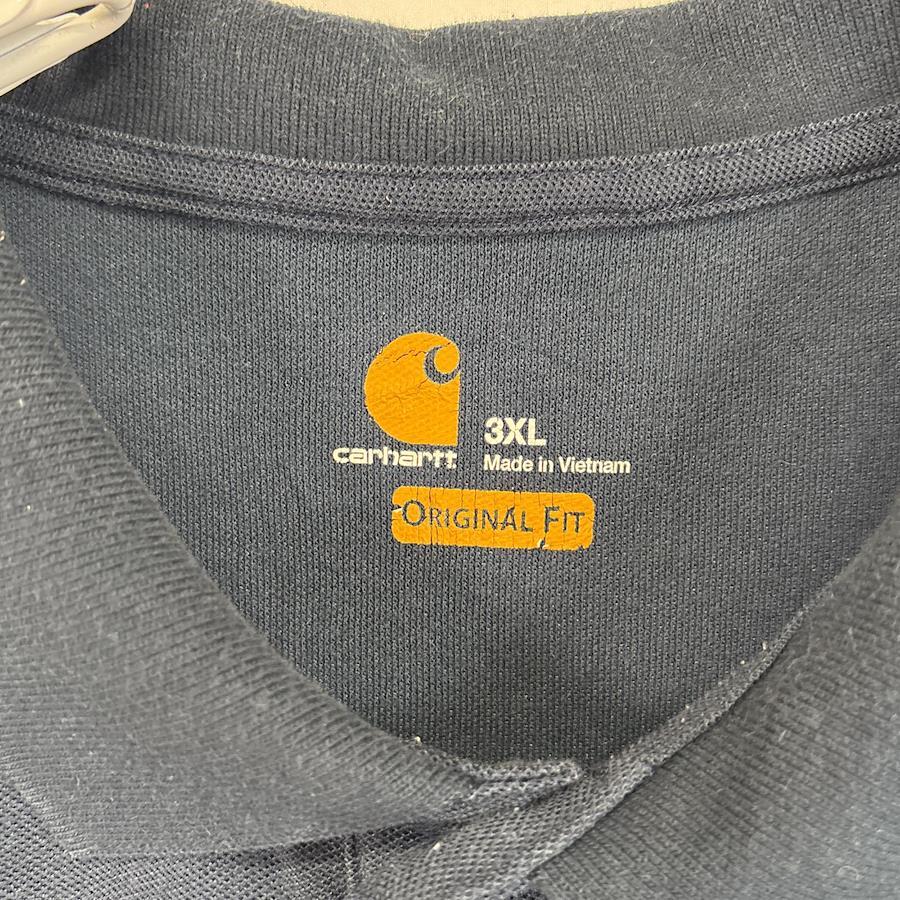 carhartt
3XL
Made in Vietnam
ORIGINAL FIT